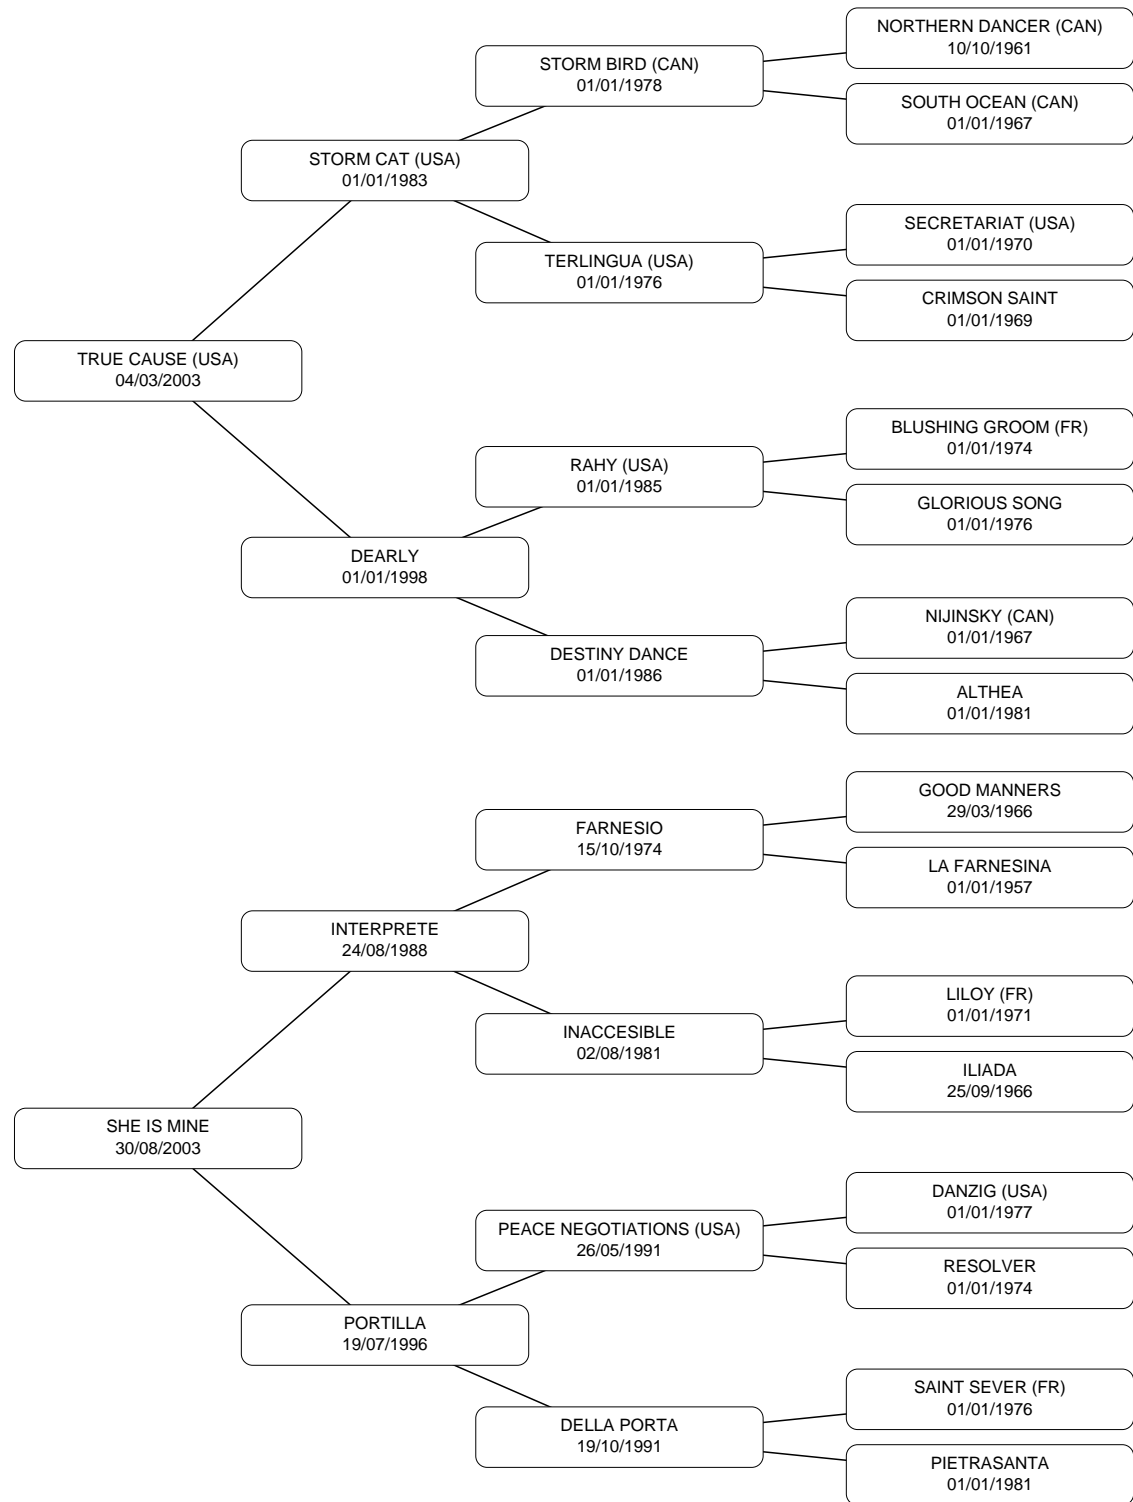 NORTHERN DANCER (CAN)
10/10/1961
STORM BIRD (CAN)
01/01/1978
SOUTH OCEAN (CAN)
01/01/1967
STORM CAT (USA)
01/01/1983
SECRETARIAT (USA)
01/01/1970
TERLINGUA (USA)
01/01/1976
CRIMSON SAINT
01/01/1969
TRUE CAUSE (USA)
04/03/2003
BLUSHING GROOM (FR)
01/01/1974
RAHY (USA)
01/01/1985
GLORIOUS SONG
01/01/1976
DEARLY
01/01/1998
NIJINSKY (CAN)
01/01/1967
DESTINY DANCE
01/01/1986
ALTHEA
01/01/1981
GOOD MANNERS
29/03/1966
FARNESIO
15/10/1974
LA FARNESINA
01/01/1957
INTERPRETE
24/08/1988
LILOY (FR)
01/01/1971
INACCESIBLE
02/08/1981
ILIADA
25/09/1966
SHE IS MINE
30/08/2003
DANZIG (USA)
01/01/1977
PEACE NEGOTIATIONS (USA)
26/05/1991
RESOLVER
01/01/1974
PORTILLA
19/07/1996
SAINT SEVER (FR)
01/01/1976
DELLA PORTA
19/10/1991
PIETRASANTA
01/01/1981